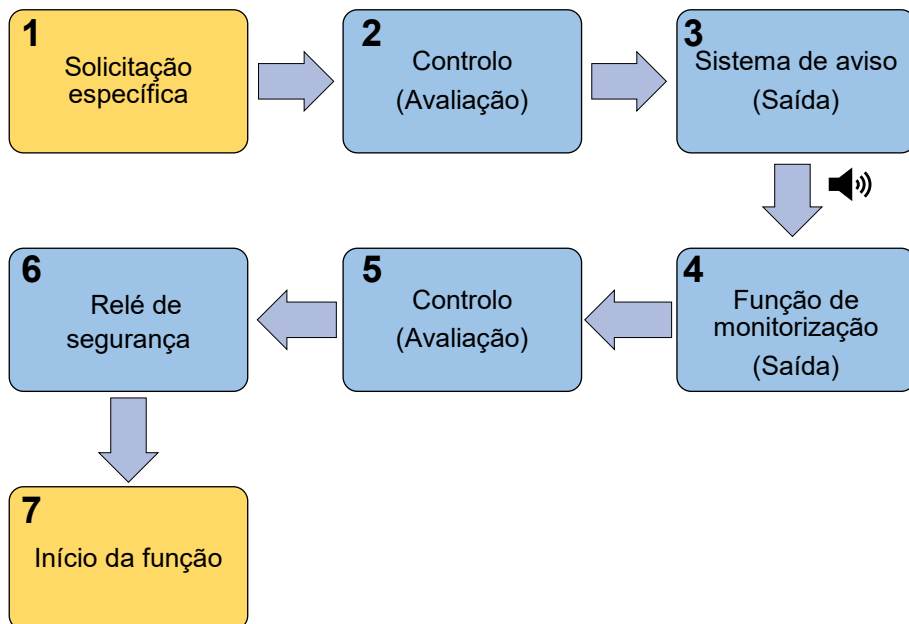 1
Solicitação
específica
2
Controlo
(Avaliação)
3
Sistema de aviso
(Saída)
4
Função de
monitorização
(Saída)
5
Controlo
(Avaliação)
6
Relé de
segurança
7
Início da função